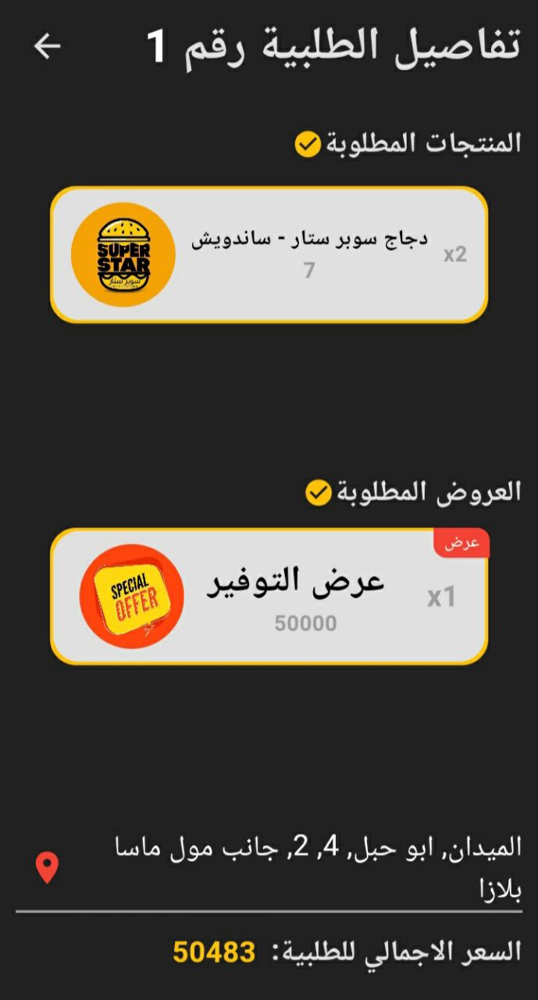 تفاصيل الطلبية رقم 1
المنتجات المطلوبة
دجاج سوبر ستار - ساندويش
x2
7
SUPER
STAR
سوبر ستار
العروض المطلوبة
عرض
عرض التوفير
x1
50000
SPECIAL
OFFER
الميدان, ابو حبل, 4, 2, جانب مول ماسا
بلازا
السعر الاجمالي للطلبية: 50483